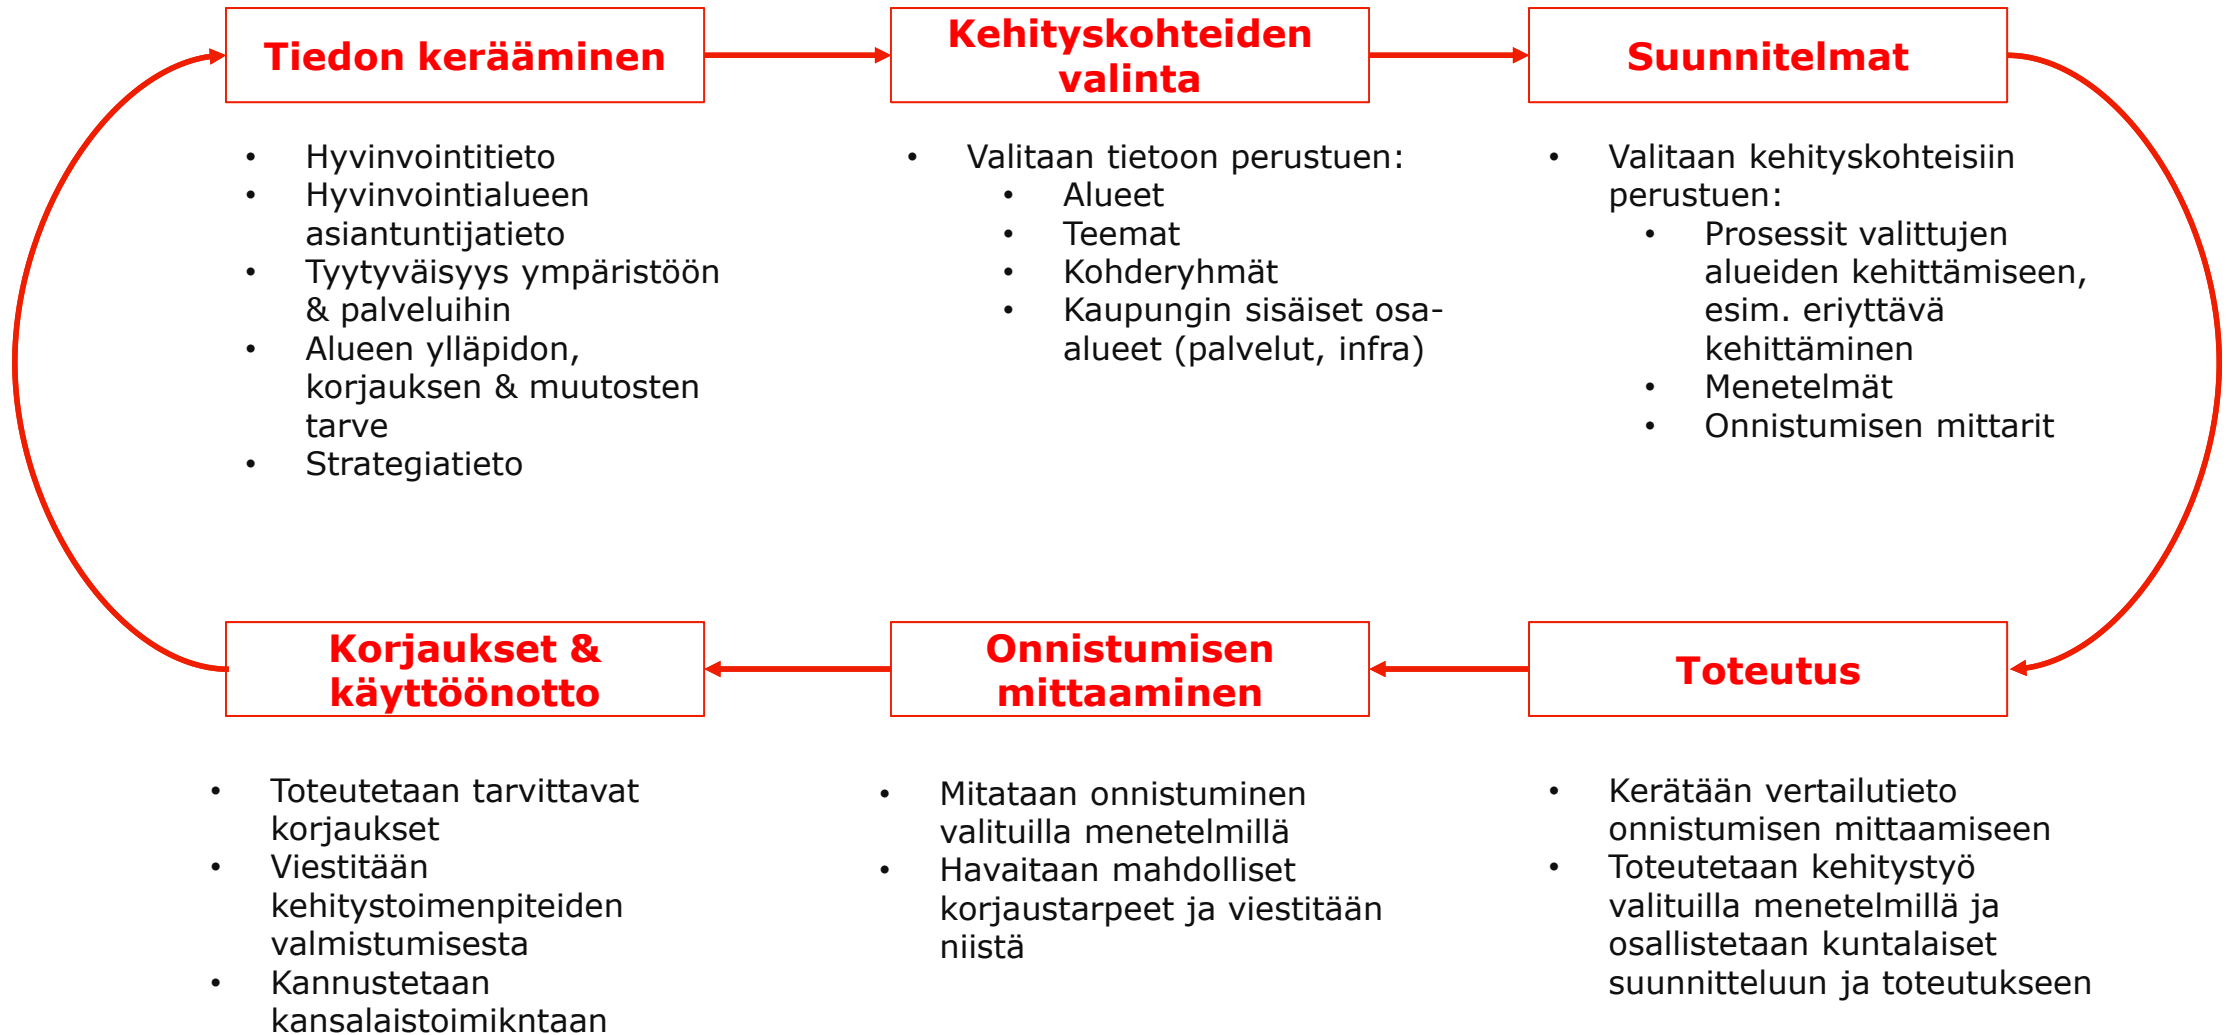 Tiedon kerääminen
• Hyvinvointitieto
• Hyvinvointialueen
asiantuntijatieto
• Tyytyväisyys ympäristöön
& palveluihin
• Alueen ylläpidon,
korjauksen & muutosten
tarve
• Strategiatieto
Kehityskohteiden
valinta
• Valitaan tietoon perustuen:
• Alueet
• Teemat
• Kohderyhmät
• Kaupungin sisäiset osa-
alueet (palvelut, infra)
Suunnitelmat
• Valitaan kehityskohteisiin
perustuen:
• Prosessit valittujen
alueiden kehittämiseen,
esim. eriyttävä
kehittäminen
• Menetelmät
• Onnistumisen mittarit
Toteutus
• Kerätään vertailutieto
onnistumisen mittaamiseen
• Toteutetaan kehitystyö
valituilla menetelmillä ja
osallistetaan kuntalaiset
suunnitteluun ja toteutukseen
Onnistumisen
mittaaminen
• Mitataan onnistuminen
valituilla menetelmillä
• Havaitaan mahdolliset
korjaustarpeet ja viestitään
niistä
Korjaukset &
käyttöönotto
• Toteutetaan tarvittavat
korjaukset
• Viestitään
kehitystoimenpiteiden
valmistumisesta
• Kannustetaan
kansalaistoimikntaan